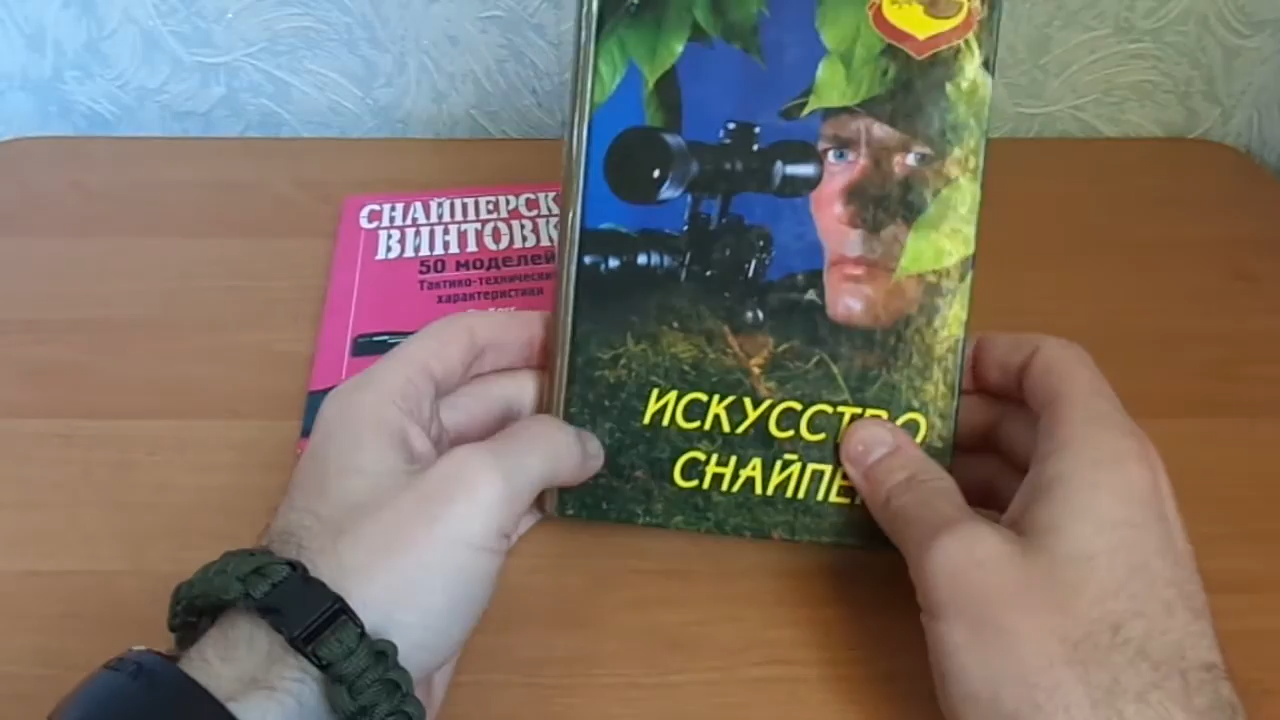 СНАЙПЕРСК
ВИНТОВК
50 моделей
Тактико-технически
характеристики
ИСКУССТВО
СНАЙПЕ